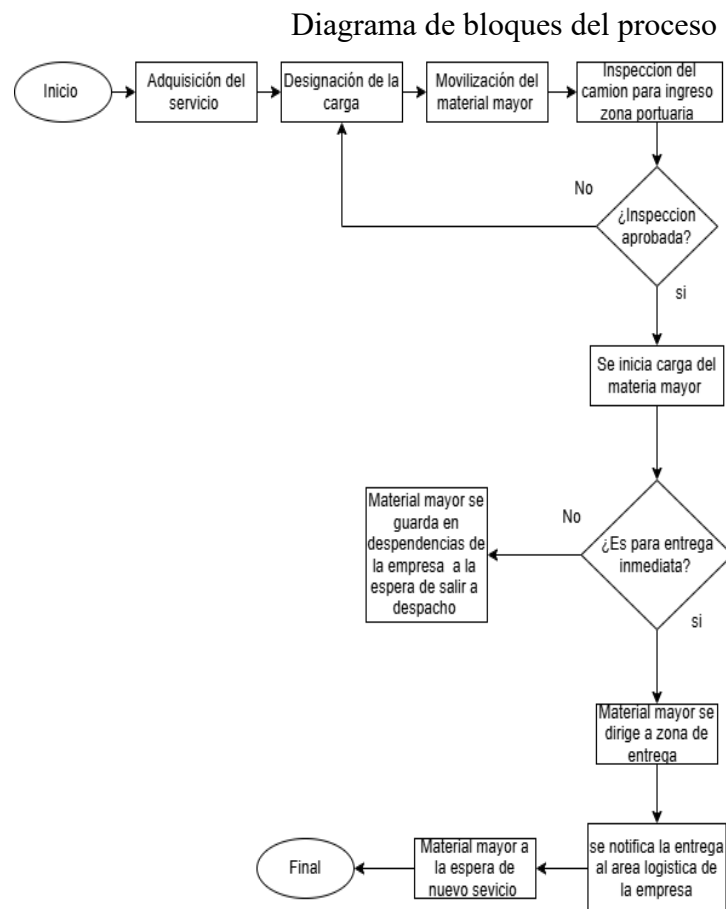 Diagrama de bloques del proceso
Inicio
Adquisición del
servicio
Designación de la
carga
Movilización del
material mayor
Inspeccion del
camion para ingreso
zona portuaria
No
¿Inspeccion
aprobada?
si
Se inicia carga del
materia mayor
Material mayor se
guarda en
despendencias de
la empresa a la
espera de salir a
despacho
No
¿Es para entrega
inmediata?
si
Material mayor se
dirige a zona de
entrega
Final
Material mayor a
la espera de
nuevo sevicio
se notifica la entrega
al area logistica de
la empresa